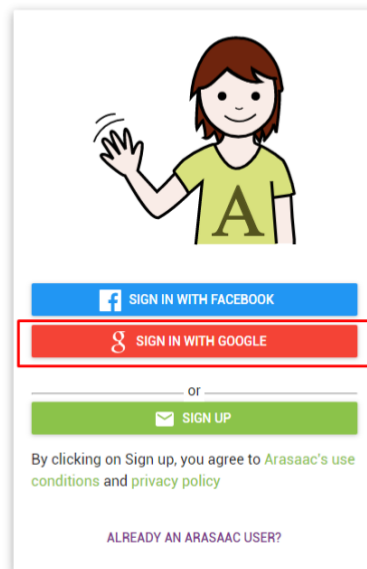 A
f SIGN IN WITH FACEBOOK
g SIGN IN WITH GOOGLE
or
SIGN UP
By clicking on Sign up, you agree to Arasaac's use
conditions and privacy policy
ALREADY AN ARASAAC USER?